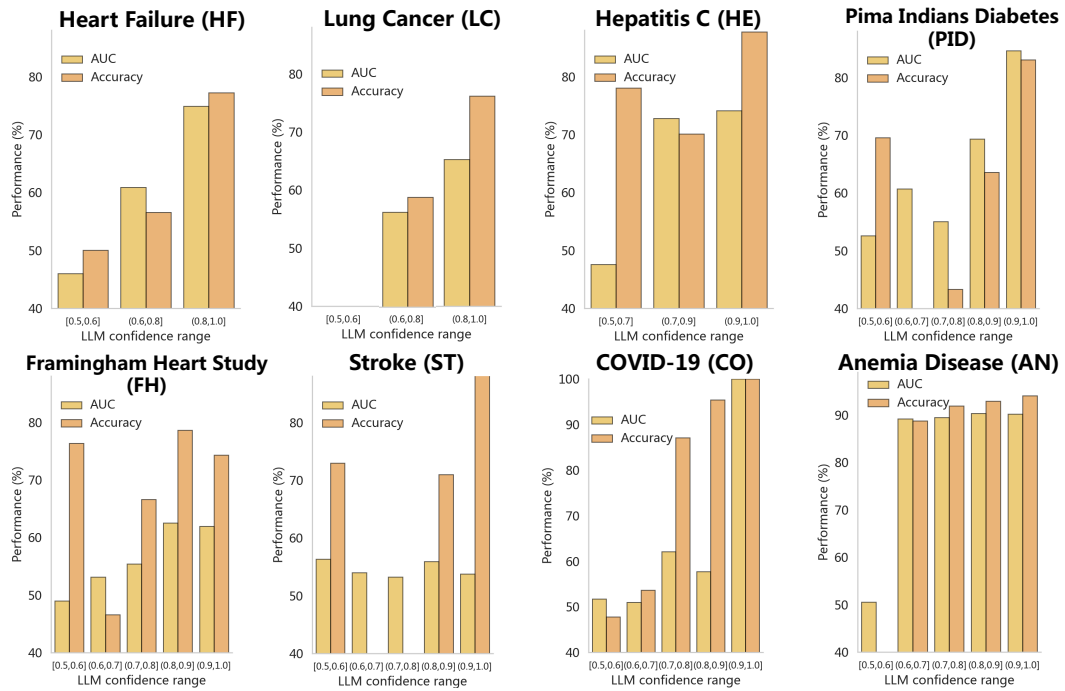 Heart Failure (HF)
AUC
Accuracy
80
70
60
50
40
Performance (%)
[0.5,0.6]
(0.6,0.8]
(0.8,1.0]
LLM confidence range
Lung Cancer (LC)
AUC
Accuracy
80
70
60
50
40
Performance (%)
[0.5,0.6]
(0.6,0.8]
(0.8,1.0]
LLM confidence range
Hepatitis C (HE)
AUC
Accuracy
80
70
60
50
40
Performance (%)
[0.5,0.7]
(0.7,0.9]
(0.9,1.0]
LLM confidence range
Pima Indians Diabetes
(PID)
AUC
Accuracy
80
70
60
50
40
Performance (%)
[0.5,0.6]
(0.6,0.7]
(0.7,0.8]
(0.8,0.9]
(0.9,1.0]
LLM confidence range
Framingham Heart Study
(FH)
AUC
Accuracy
80
70
60
50
40
Performance (%)
[0.5,0.6]
(0.6,0.7]
(0.7,0.8]
(0.8,0.9]
(0.9,1.0]
LLM confidence range
Stroke (ST)
AUC
Accuracy
80
70
60
50
40
Performance (%)
[0.5,0.6]
(0.6,0.7]
(0.7,0.8]
(0.8,0.9]
(0.9,1.0]
LLM confidence range
COVID-19 (CO)
AUC
Accuracy
100
90
80
70
60
50
40
Performance (%)
[0.5,0.6]
(0.6,0.7]
(0.7,0.8]
(0.8,0.9]
(0.9,1.0]
LLM confidence range
Anemia Disease (AN)
AUC
Accuracy
90
80
70
60
50
40
Performance (%)
[0.5,0.6]
(0.6,0.7]
(0.7,0.8]
(0.8,0.9]
(0.9,1.0]
LLM confidence range